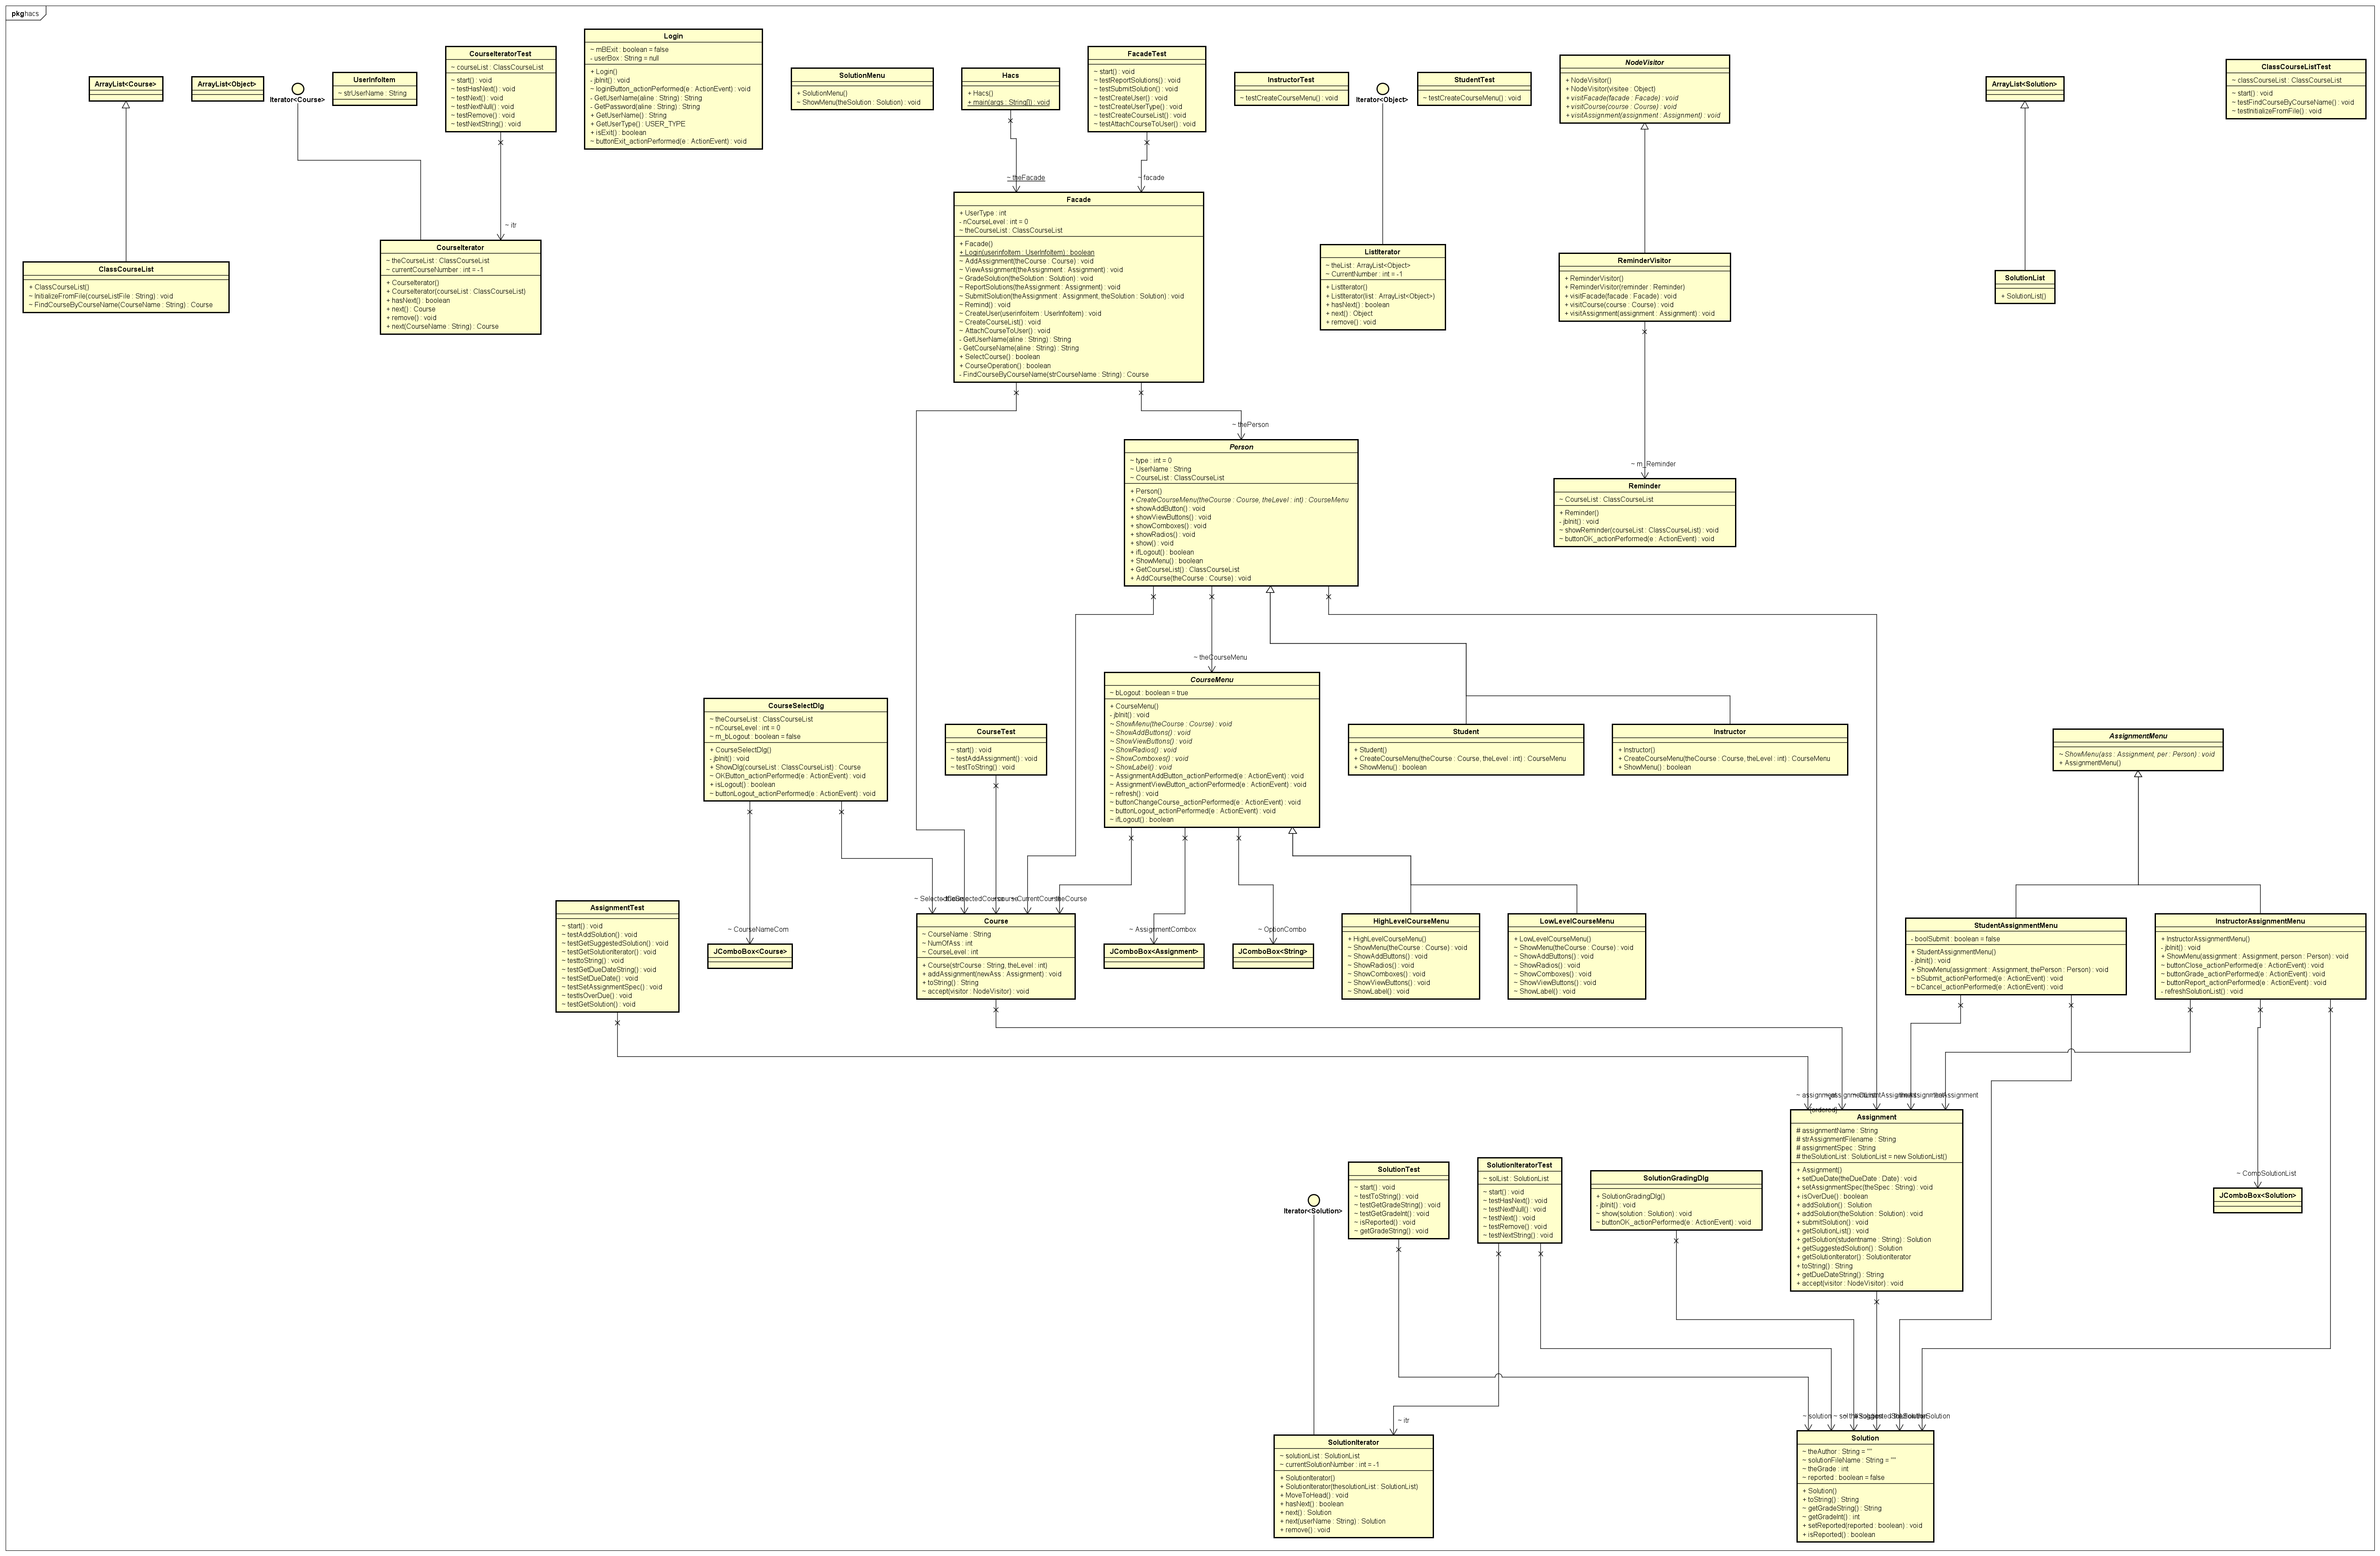 pkg hacs
ArrayList<Course>
ArrayList<Object>
Iterator<Course>
UserInfoItem
~ strUserName : String
CourseIteratorTest
~ courseList : ClassCourseList
~ start() : void
~ testHasNext() : void
~ testNext() : void
~ testNextNull() : void
~ testRemove() : void
~ testNextString() : void
Login
~ mBExit : boolean = false
- userBox : String = null
+ Login()
- jbInit() : void
~ loginButton_actionPerformed(e : ActionEvent) : void
- GetUserName(aline : String) : String
- GetPassword(aline : String) : String
+ GetUserName() : String
+ GetUserType() : USER_TYPE
+ isExit() : boolean
~ buttonExit_actionPerformed(e : ActionEvent) : void
SolutionMenu
+ SolutionMenu()
~ ShowMenu(theSolution : Solution) : void
Hacs
+ Hacs()
+ main(args : String[]) : void
FacadeTest
~ start() : void
~ testReportSolutions() : void
~ testSubmitSolution() : void
~ testCreateUser() : void
~ testCreateUserType() : void
~ testCreateCourseList() : void
~ testAttachCourseToUser() : void
InstructorTest
~ testCreateCourseMenu() : void
Iterator<Object>
StudentTest
~ testCreateCourseMenu() : void
NodeVisitor
+ NodeVisitor()
+ NodeVisitor(visitee : Object)
+ visitFacade(facade : Facade) : void
+ visitCourse(course : Course) : void
+ visitAssignment(assignment : Assignment) : void
ArrayList<Solution>
ClassCourseListTest
~ classCourseList : ClassCourseList
~ start() : void
~ testFindCourseByCourseName() : void
~ testInitializeFromFile() : void
~ theFacade
~ facade
~ itr
ClassCourseList
+ ClassCourseList()
~ InitializeFromFile(courseListFile : String) : void
~ FindCourseByCourseName(CourseName : String) : Course
CourseIterator
~ theCourseList : ClassCourseList
~ currentCourseNumber : int = -1
+ CourseIterator()
+ CourseIterator(courseList : ClassCourseList)
+ hasNext() : boolean
+ next() : Course
+ remove() : void
+ next(CourseName : String) : Course
Facade
+ UserType : int
- nCourseLevel : int = 0
~ theCourseList : ClassCourseList
+ Facade()
+ Login(userinfoItem : UserInfoItem) : boolean
~ AddAssignment(theCourse : Course) : void
~ ViewAssignment(theAssignment : Assignment) : void
~ GradeSolution(theSolution : Solution) : void
~ ReportSolutions(theAssignment : Assignment) : void
~ SubmitSolution(theAssignment : Assignment, theSolution : Solution) : void
~ Remind() : void
~ CreateUser(userinfoitem : UserInfoItem) : void
~ CreateCourseList() : void
~ AttachCourseToUser() : void
- GetUserName(aline : String) : String
- GetCourseName(aline : String) : String
+ SelectCourse() : boolean
+ CourseOperation() : boolean
- FindCourseByCourseName(strCourseName : String) : Course
ListIterator
~ theList : ArrayList<Object>
~ CurrentNumber : int = -1
+ ListIterator()
+ ListIterator(list : ArrayList<Object>)
+ hasNext() : boolean
+ next() : Object
+ remove() : void
ReminderVisitor
+ ReminderVisitor()
+ ReminderVisitor(reminder : Reminder)
+ visitFacade(facade : Facade) : void
+ visitCourse(course : Course) : void
+ visitAssignment(assignment : Assignment) : void
SolutionList
+ SolutionList()
~ thePerson
~ m_Reminder
Person
~ type : int = 0
~ UserName : String
~ CourseList : ClassCourseList
+ Person()
+ CreateCourseMenu(theCourse : Course, theLevel : int) : CourseMenu
+ showAddButton() : void
+ showViewButtons() : void
+ showComboxes() : void
+ showRadios() : void
+ show() : void
+ ifLogout() : boolean
+ ShowMenu() : boolean
+ GetCourseList() : ClassCourseList
+ AddCourse(theCourse : Course) : void
Reminder
~ CourseList : ClassCourseList
+ Reminder()
- jbInit() : void
~ showReminder(courseList : ClassCourseList) : void
~ buttonOK_actionPerformed(e : ActionEvent) : void
~ theCourseMenu
CourseSelectDlg
~ theCourseList : ClassCourseList
~ nCourseLevel : int = 0
~ m_bLogout : boolean = false
+ CourseSelectDlg()
- jbInit() : void
+ ShowDlg(courseList : ClassCourseList) : Course
~ OKButton_actionPerformed(e : ActionEvent) : void
+ isLogout() : boolean
~ buttonLogout_actionPerformed(e : ActionEvent) : void
CourseTest
~ start() : void
~ testAddAssignment() : void
~ testToString() : void
CourseMenu
~ bLogout : boolean = true
+ CourseMenu()
- jbInit() : void
~ ShowMenu(theCourse : Course) : void
~ ShowAddButtons() : void
~ ShowViewButtons() : void
~ ShowRadios() : void
~ ShowComboxes() : void
~ ShowLabel() : void
~ AssignmentAddButton_actionPerformed(e : ActionEvent) : void
~ AssignmentViewButton_actionPerformed(e : ActionEvent) : void
~ refresh() : void
~ buttonChangeCourse_actionPerformed(e : ActionEvent) : void
~ buttonLogout_actionPerformed(e : ActionEvent) : void
~ ifLogout() : boolean
Student
+ Student()
+ CreateCourseMenu(theCourse : Course, theLevel : int) : CourseMenu
+ ShowMenu() : boolean
Instructor
+ Instructor()
+ CreateCourseMenu(theCourse : Course, theLevel : int) : CourseMenu
+ ShowMenu() : boolean
AssignmentMenu
~ ShowMenu(ass : Assignment, per : Person) : void
+ AssignmentMenu()
AssignmentTest
~ start() : void
~ testAddSolution() : void
~ testGetSuggestedSolution() : void
~ testGetSolutionIterator() : void
~ testtoString() : void
~ testGetDueDateString() : void
~ testSetDueDate() : void
~ testSetAssignmentSpec() : void
~ testIsOverDue() : void
~ testGetSolution() : void
~ CourseNameCom
JComboBox<Course>
Course
~ CourseName : String
~ NumOfAss : int
~ CourseLevel : int
+ Course(strCourse : String, theLevel : int)
+ addAssignment(newAss : Assignment) : void
+ toString() : String
~ accept(visitor : NodeVisitor) : void
~ AssignmentCombox
JComboBox<Assignment>
~ OptionCombo
JComboBox<String>
HighLevelCourseMenu
+ HighLevelCourseMenu()
~ ShowMenu(theCourse : Course) : void
~ ShowAddButtons() : void
~ ShowRadios() : void
~ ShowComboxes() : void
~ ShowViewButtons() : void
~ ShowLabel() : void
LowLevelCourseMenu
+ LowLevelCourseMenu()
~ ShowMenu(theCourse : Course) : void
~ ShowAddButtons() : void
~ ShowRadios() : void
~ ShowComboxes() : void
~ ShowViewButtons() : void
~ ShowLabel() : void
StudentAssignmentMenu
- boolSubmit : boolean = false
+ StudentAssignmentMenu()
- jbInit() : void
+ ShowMenu(assignment : Assignment, thePerson : Person) : void
~ bSubmit_actionPerformed(e : ActionEvent) : void
~ bCancel_actionPerformed(e : ActionEvent) : void
InstructorAssignmentMenu
+ InstructorAssignmentMenu()
- jbInit() : void
+ ShowMenu(assignment : Assignment, person : Person) : void
~ buttonClose_actionPerformed(e : ActionEvent) : void
~ buttonGrade_actionPerformed(e : ActionEvent) : void
~ buttonReport_actionPerformed(e : ActionEvent) : void
- refreshSolutionList() : void
{ordered}
Assignment
# assignmentName : String
# strAssignmentFilename : String
# assignmentSpec : String
# theSolutionList : SolutionList = new SolutionList()
+ Assignment()
+ setDueDate(theDueDate : Date) : void
+ setAssignmentSpec(theSpec : String) : void
+ isOverDue() : boolean
+ addSolution() : Solution
+ addSolution(theSolution : Solution) : void
+ submitSolution() : void
+ getSolutionList() : void
+ getSolution(studentname : String) : Solution
+ getSuggestedSolution() : Solution
+ getSolutionIterator() : SolutionIterator
+ toString() : String
+ getDueDateString() : String
+ accept(visitor : NodeVisitor) : void
~ CombSolutionList
JComboBox<Solution>
Iterator<Solution>
SolutionTest
~ start() : void
~ testToString() : void
~ testGetGradeString() : void
~ testGetGradeInt() : void
~ isReported() : void
~ getGradeString() : void
SolutionIteratorTest
~ solList : SolutionList
~ start() : void
~ testHasNext() : void
~ testNextNull() : void
~ testNext() : void
~ testRemove() : void
~ testNextString() : void
SolutionGradingDlg
+ SolutionGradingDlg()
- jbInit() : void
~ show(solution : Solution) : void
~ buttonOK_actionPerformed(e : ActionEvent) : void
~ itr
~ solution
SolutionIterator
~ solutionList : SolutionList
~ currentSolutionNumber : int = -1
+ SolutionIterator()
+ SolutionIterator(thesolutionList : SolutionList)
+ MoveToHead() : void
+ hasNext() : boolean
+ next() : Solution
+ next(userName : String) : Solution
+ remove() : void
Solution
~ theAuthor : String = ""
~ solutionFileName : String = ""
~ theGrade : int
~ reported : boolean = false
+ Solution()
+ toString() : String
~ getGradeString() : String
~ getGradeInt() : int
+ setReported(reported : boolean) : void
+ isReported() : boolean